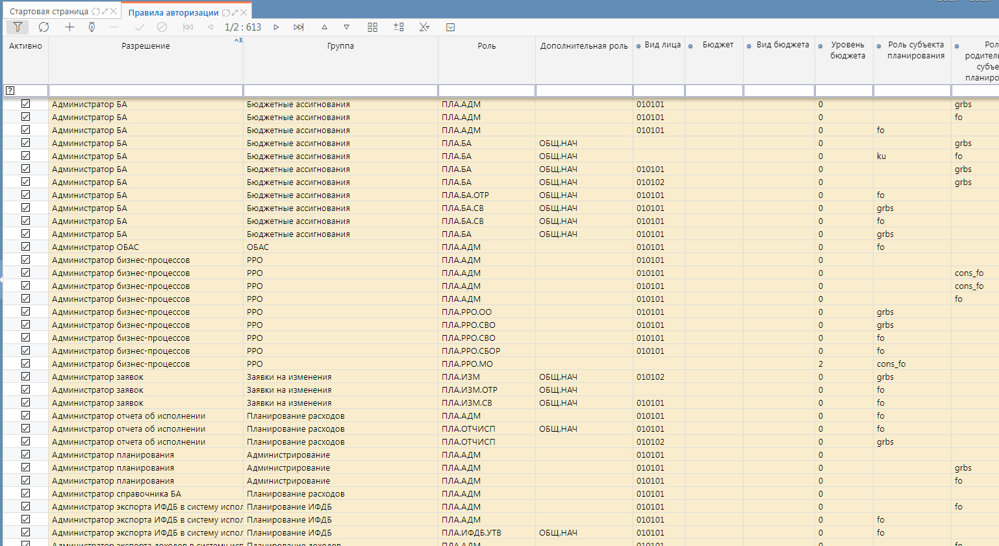 Стартовая страница Правила авторизации
1/2 : 613
Активно Разрешение ^1 Группа Роль Дополнительная роль Вид лица Бюджет Вид бюджета Уровень бюджета Роль субъекта планирования
?
Администратор БА Бюджетные ассигнования ПЛА.АДМ 010101 0 grbs
Администратор БА Бюджетные ассигнования ПЛА.АДМ 010101 0 fo
Администратор БА Бюджетные ассигнования ПЛА.АДМ 010101 0 fo
Администратор БА Бюджетные ассигнования ПЛА.БА ОБЩ.НАЧ 0 grbs
Администратор БА Бюджетные ассигнования ПЛА.БА ОБЩ.НАЧ 0 ku fo
Администратор БА Бюджетные ассигнования ПЛА.БА ОБЩ.НАЧ 010101 0 grbs
Администратор БА Бюджетные ассигнования ПЛА.БА ОБЩ.НАЧ 010102 0 grbs
Администратор БА Бюджетные ассигнования ПЛА.БА.ОТР ОБЩ.НАЧ 010101 0 fo
Администратор БА Бюджетные ассигнования ПЛА.БА.СВ ОБЩ.НАЧ 010101 0 grbs
Администратор БА Бюджетные ассигнования ПЛА.БА.СВ ОБЩ.НАЧ 010101 0 fo
Администратор БА Бюджетные ассигнования ПЛА.БА ОБЩ.НАЧ 010101 0 grbs
Администратор ОБАС ОБАС ПЛА.АДМ 010101 0 fo
Администратор бизнес-процессов РРО ПЛА.АДМ 010101 0
Администратор бизнес-процессов РРО ПЛА.АДМ 010101 0 cons_fo
Администратор бизнес-процессов РРО ПЛА.АДМ 010101 0 cons_fo
Администратор бизнес-процессов РРО ПЛА.АДМ 010101 0 fo
Администратор бизнес-процессов РРО ПЛА.РРО.ОО 010101 0 grbs
Администратор бизнес-процессов РРО ПЛА.РРО.СВО 010101 0 grbs
Администратор бизнес-процессов РРО ПЛА.РРО.СВО 010101 0 fo
Администратор бизнес-процессов РРО ПЛА.РРО.СБОР 010101 0 fo
Администратор бизнес-процессов РРО ПЛА.РРО.МО 2 cons_fo
Администратор заявок Заявки на изменения ПЛА.ИЗМ ОБЩ.НАЧ 010102 0 grbs
Администратор заявок Заявки на изменения ПЛА.ИЗМ.ОТР ОБЩ.НАЧ 0 fo
Администратор заявок Заявки на изменения ПЛА.ИЗМ.СВ ОБЩ.НАЧ 010101 0 fo
Администратор отчета об исполнении Планирование расходов ПЛА.АДМ 010101 0 fo
Администратор отчета об исполнении Планирование расходов ПЛА.ОТЧИСП ОБЩ.НАЧ 010101 0 fo
Администратор отчета об исполнении Планирование расходов ПЛА.ОТЧИСП 010102 0 grbs
Администратор планирования Администрирование ПЛА.АДМ 010101 0
Администратор планирования Администрирование ПЛА.АДМ 010101 0 grbs
Администратор планирования Администрирование ПЛА.АДМ 010101 0 fo
Администратор справочника БА Планирование расходов ПЛА.АДМ 010101 0
Администратор экспорта ИФДБ в систему испол Планирование ИФДБ ПЛА.АДМ 010101 0 fo
Администратор экспорта ИФДБ в систему испол Планирование ИФДБ ПЛА.АДМ 010101 0 fo
Администратор экспорта ИФДБ в систему испол Планирование ИФДБ ПЛА.ИФДБ.УТВ ОБЩ.НАЧ 010101 0 fo